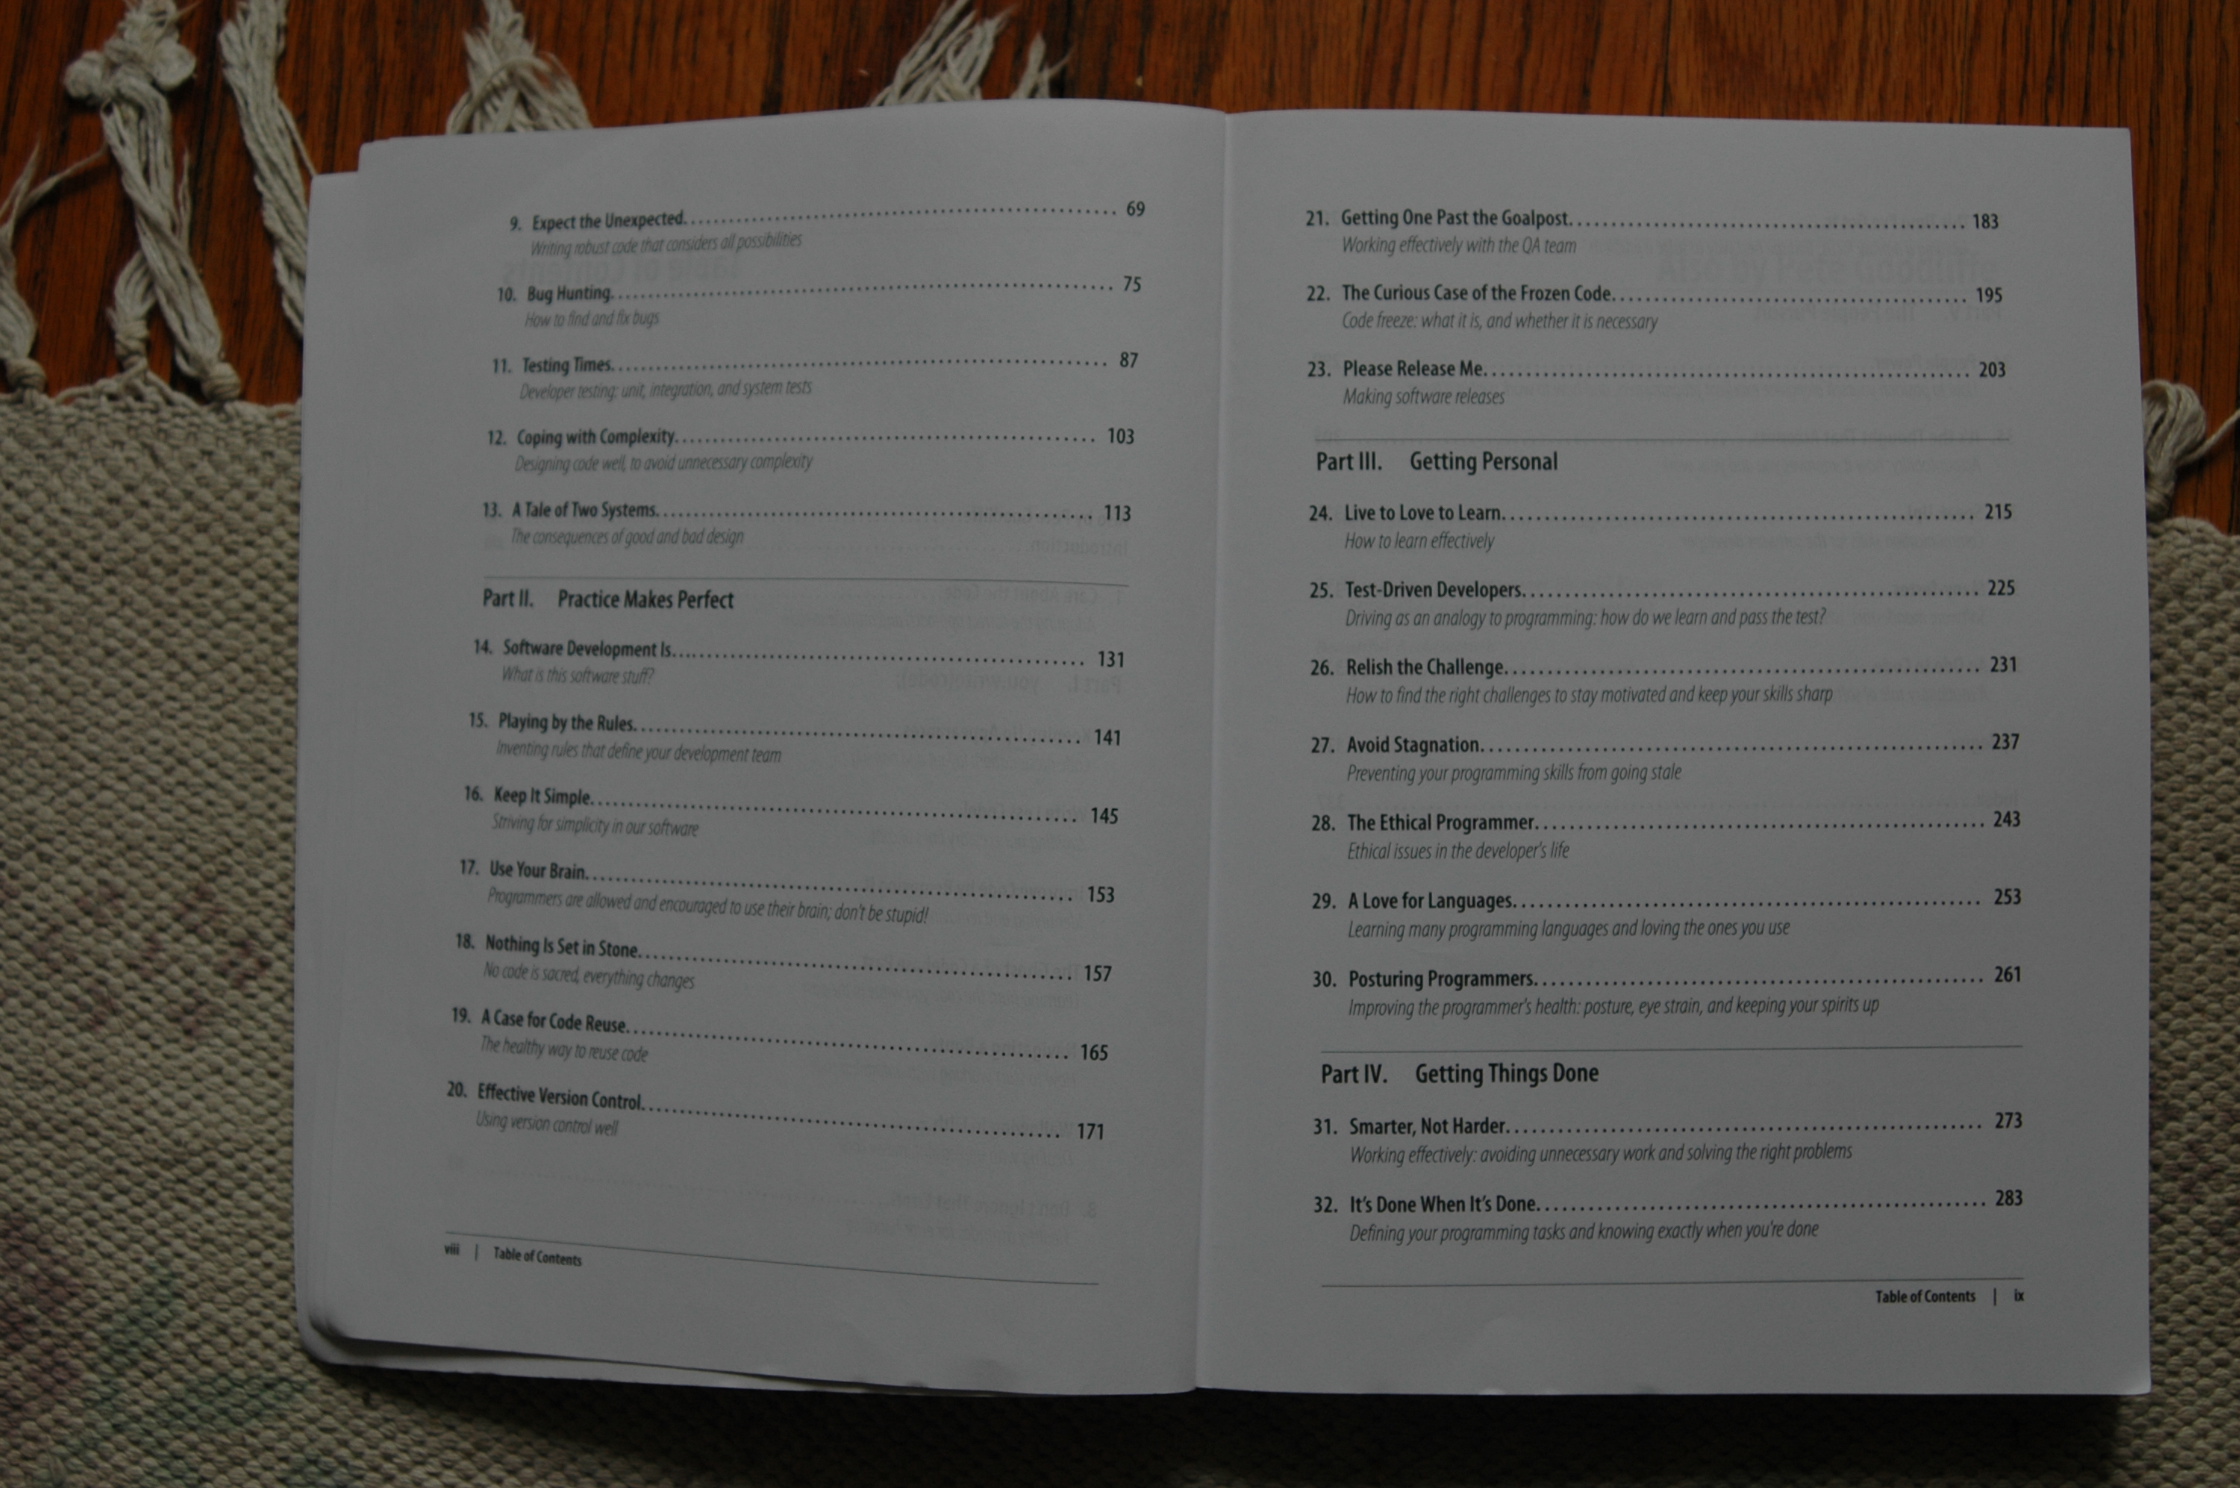 9. Expect the Unexpected. . . . . . . . . . . . . . . . . . . . . . . . . . . . . . . . . . . . . . . . . . . . . . 69
Writing robust code that considers all possibilities
10. Bug Hunting. . . . . . . . . . . . . . . . . . . . . . . . . . . . . . . . . . . . . . . . . . . . . . 75
How to find and fix bugs
11. Testing Times. . . . . . . . . . . . . . . . . . . . . . . . . . . . . . . . . . . . . . . . . . . . . . 87
Developer testing: unit, integration, and system tests
12. Coping with Complexity. . . . . . . . . . . . . . . . . . . . . . . . . . . . . . . . . . . . . . . . . . . . . . 103
Designing code well, to avoid unnecessary complexity
13. A Tale of Two Systems. . . . . . . . . . . . . . . . . . . . . . . . . . . . . . . . . . . . . . . . . . . . . . 113
The consequences of good and bad design
Part II. Practice Makes Perfect
14. Software Development Is. . . . . . . . . . . . . . . . . . . . . . . . . . . . . . . . . . . . . . . . . . . . . . 131
What is this software stuff?
15. Playing by the Rules. . . . . . . . . . . . . . . . . . . . . . . . . . . . . . . . . . . . . . . . . . . . . . 141
Inventing rules that define your development team
16. Keep It Simple. . . . . . . . . . . . . . . . . . . . . . . . . . . . . . . . . . . . . . . . . . . . . . 145
Striving for simplicity in our software
17. Use Your Brain. . . . . . . . . . . . . . . . . . . . . . . . . . . . . . . . . . . . . . . . . . . . . . 153
Programmers are allowed and encouraged to use their brain; don't be stupid!
18. Nothing Is Set in Stone. . . . . . . . . . . . . . . . . . . . . . . . . . . . . . . . . . . . . . . . . . . . . . 157
No code is sacred, everything changes
19. A Case for Code Reuse. . . . . . . . . . . . . . . . . . . . . . . . . . . . . . . . . . . . . . . . . . . . . . 165
The healthy way to reuse code
20. Effective Version Control. . . . . . . . . . . . . . . . . . . . . . . . . . . . . . . . . . . . . . . . . . . . . . 171
Using version control well
viii | Table of Contents
21. Getting One Past the Goalpost. . . . . . . . . . . . . . . . . . . . . . . . . . . . . . . . . . . . . . . . . . . . . . 183
Working effectively with the QA team
22. The Curious Case of the Frozen Code. . . . . . . . . . . . . . . . . . . . . . . . . . . . . . . . . . . . . . . . . . . . . . 195
Code freeze: what it is, and whether it is necessary
23. Please Release Me. . . . . . . . . . . . . . . . . . . . . . . . . . . . . . . . . . . . . . . . . . . . . . 203
Making software releases
Part III. Getting Personal
24. Live to Love to Learn. . . . . . . . . . . . . . . . . . . . . . . . . . . . . . . . . . . . . . . . . . . . . . 215
How to learn effectively
25. Test-Driven Developers. . . . . . . . . . . . . . . . . . . . . . . . . . . . . . . . . . . . . . . . . . . . . . 225
Driving as an analogy to programming: how do we learn and pass the test?
26. Relish the Challenge. . . . . . . . . . . . . . . . . . . . . . . . . . . . . . . . . . . . . . . . . . . . . . 231
How to find the right challenges to stay motivated and keep your skills sharp
27. Avoid Stagnation. . . . . . . . . . . . . . . . . . . . . . . . . . . . . . . . . . . . . . . . . . . . . . 237
Preventing your programming skills from going stale
28. The Ethical Programmer. . . . . . . . . . . . . . . . . . . . . . . . . . . . . . . . . . . . . . . . . . . . . . 243
Ethical issues in the developer's life
29. A Love for Languages. . . . . . . . . . . . . . . . . . . . . . . . . . . . . . . . . . . . . . . . . . . . . . 253
Learning many programming languages and loving the ones you use
30. Posturing Programmers. . . . . . . . . . . . . . . . . . . . . . . . . . . . . . . . . . . . . . . . . . . . . . 261
Improving the programmer's health: posture, eye strain, and keeping your spirits up
Part IV. Getting Things Done
31. Smarter, Not Harder. . . . . . . . . . . . . . . . . . . . . . . . . . . . . . . . . . . . . . . . . . . . . . 273
Working effectively: avoiding unnecessary work and solving the right problems
32. It's Done When It's Done. . . . . . . . . . . . . . . . . . . . . . . . . . . . . . . . . . . . . . . . . . . . . . 283
Defining your programming tasks and knowing exactly when you're done
Table of Contents | ix